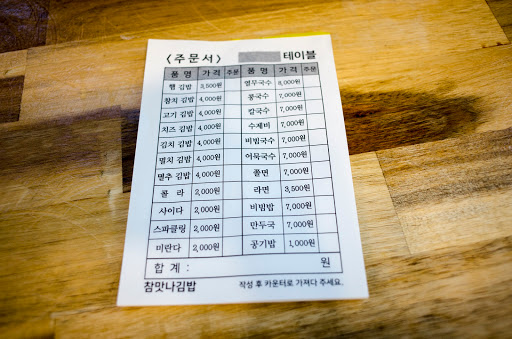 〈주문서〉 테이블
품 명 가 격 주문 품 명 가 격 주문
햄 김밥 3,500원 열무국수 8,000원
참치 김밥 4,000원 콩국수 7,000원
고기 김밥 4,000원 칼국수 7,000원
치즈 김밥 4,000원 수제비 7,000원
김치 김밥 4,000원 비빔국수 7,000원
멸치 김밥 4,000원 어묵국수 7,000원
멸추 김밥 4,000원 쫄면 7,000원
콜 라 2,000원 라면 3,500원
사이다 2,000원 비빔밥 7,000원
스파클링 2,000원 만두국 7,000원
미란다 2,000원 공기밥 1,000원
합 계 : 원
참맛나김밥 작성 후 카운터로 가져다 주세요.